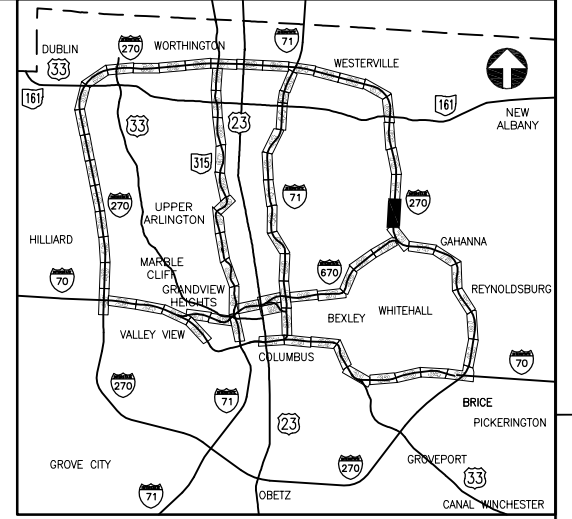 DUBLIN
33
270
WORTHINGTON
71
WESTERVILLE
161
33
23
161
NEW
ALBANY
315
270
UPPER
ARLINGTON
71
270
HILLIARD
MARBLE
CLIFF
GAHANNA
70
GRANDVIEW
HEIGHTS
670
REYNOLDSBURG
BEXLEY
WHITEHALL
VALLEY VIEW
COLUMBUS
70
270
71
BRICE
23
PICKERINGTON
GROVE CITY
270
GROVEPORT
33
71
OBETZ
CANAL WINCHESTER